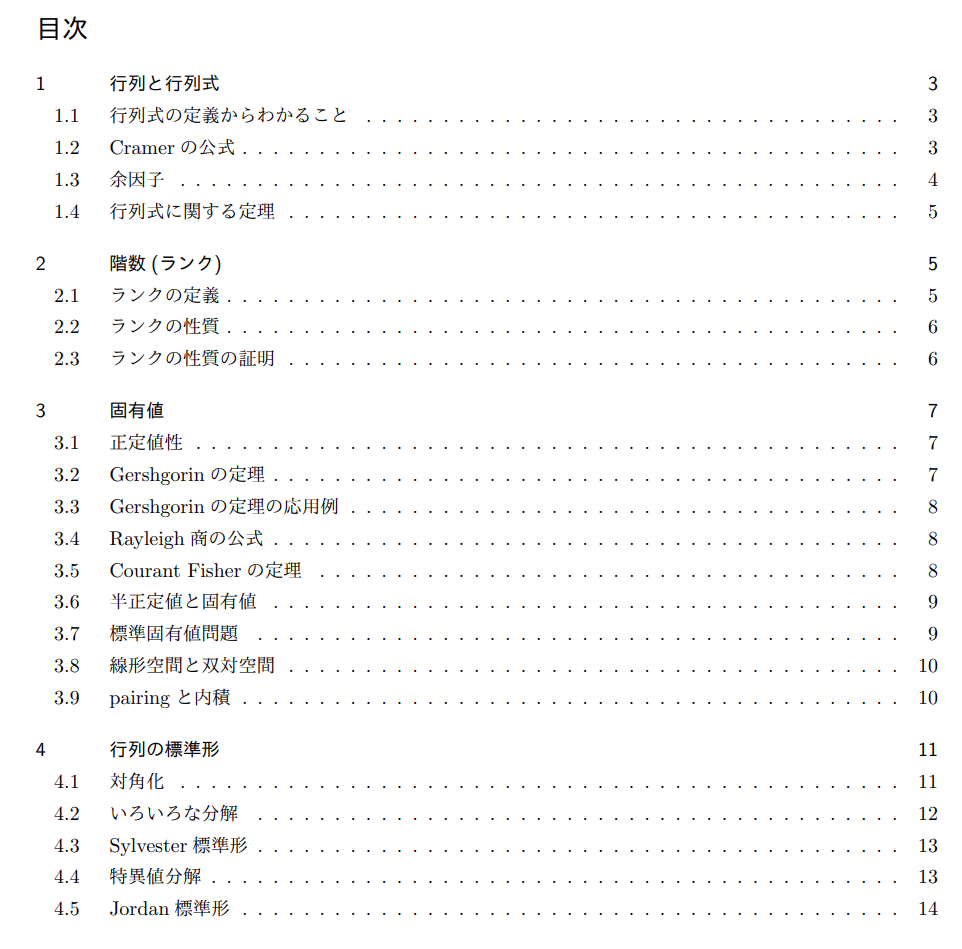 目次
1 行列と行列式 3
1.1 行列式の定義からわかること . . . . . . . . . . . . . . . . . . . . . . . . . . . . . . . . . . . 3
1.2 Cramer の公式 . . . . . . . . . . . . . . . . . . . . . . . . . . . . . . . . . . . . . . . . . . . 3
1.3 余因子 . . . . . . . . . . . . . . . . . . . . . . . . . . . . . . . . . . . . . . . . . . . . . . . 4
1.4 行列式に関する定理 . . . . . . . . . . . . . . . . . . . . . . . . . . . . . . . . . . . . . . . . 5
2 階数 (ランク) 5
2.1 ランクの定義 . . . . . . . . . . . . . . . . . . . . . . . . . . . . . . . . . . . . . . . . . . . . 5
2.2 ランクの性質 . . . . . . . . . . . . . . . . . . . . . . . . . . . . . . . . . . . . . . . . . . . . 6
2.3 ランクの性質の証明 . . . . . . . . . . . . . . . . . . . . . . . . . . . . . . . . . . . . . . . . 6
3 固有値 7
3.1 正定値性 . . . . . . . . . . . . . . . . . . . . . . . . . . . . . . . . . . . . . . . . . . . . . . 7
3.2 Gershgorin の定理 . . . . . . . . . . . . . . . . . . . . . . . . . . . . . . . . . . . . . . . . . 7
3.3 Gershgorin の定理の応用例 . . . . . . . . . . . . . . . . . . . . . . . . . . . . . . . . . . . . 8
3.4 Rayleigh 商の公式 . . . . . . . . . . . . . . . . . . . . . . . . . . . . . . . . . . . . . . . . . 8
3.5 Courant Fisher の定理 . . . . . . . . . . . . . . . . . . . . . . . . . . . . . . . . . . . . . . 8
3.6 半正定値と固有値 . . . . . . . . . . . . . . . . . . . . . . . . . . . . . . . . . . . . . . . . . 9
3.7 標準固有値問題 . . . . . . . . . . . . . . . . . . . . . . . . . . . . . . . . . . . . . . . . . . 9
3.8 線形空間と双対空間 . . . . . . . . . . . . . . . . . . . . . . . . . . . . . . . . . . . . . . . . 10
3.9 pairing と内積 . . . . . . . . . . . . . . . . . . . . . . . . . . . . . . . . . . . . . . . . . . . 10
4 行列の標準形 11
4.1 対角化 . . . . . . . . . . . . . . . . . . . . . . . . . . . . . . . . . . . . . . . . . . . . . . . 11
4.2 いろいろな分解 . . . . . . . . . . . . . . . . . . . . . . . . . . . . . . . . . . . . . . . . . . 12
4.3 Sylvester 標準形 . . . . . . . . . . . . . . . . . . . . . . . . . . . . . . . . . . . . . . . . . . 13
4.4 特異値分解 . . . . . . . . . . . . . . . . . . . . . . . . . . . . . . . . . . . . . . . . . . . . . 13
4.5 Jordan 標準形 . . . . . . . . . . . . . . . . . . . . . . . . . . . . . . . . . . . . . . . . . . . 14